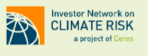 Investor Network on
CLIMATE RISK
a project of Ceres